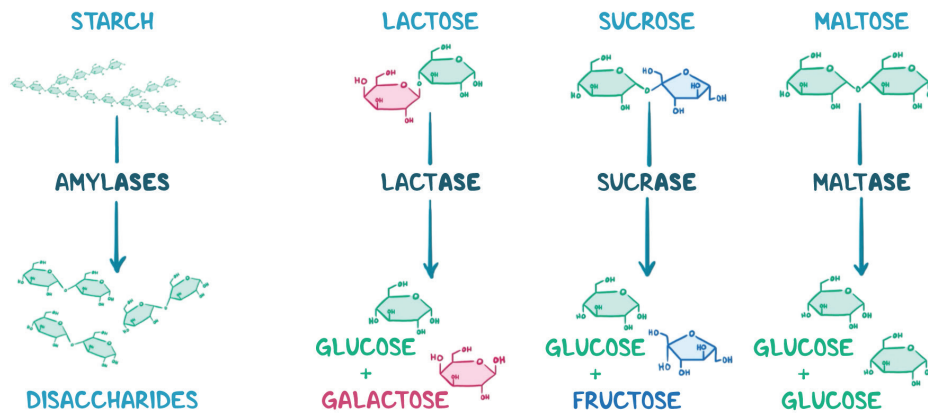 STARCH
LACTOSE
SUCROSE
MALTOSE
AMYLASES
LACTASE
SUCRASE
MALTASE
DISACCHARIDES
GLUCOSE
+
GALACTOSE
GLUCOSE
+
FRUCTOSE
GLUCOSE
+
GLUCOSE